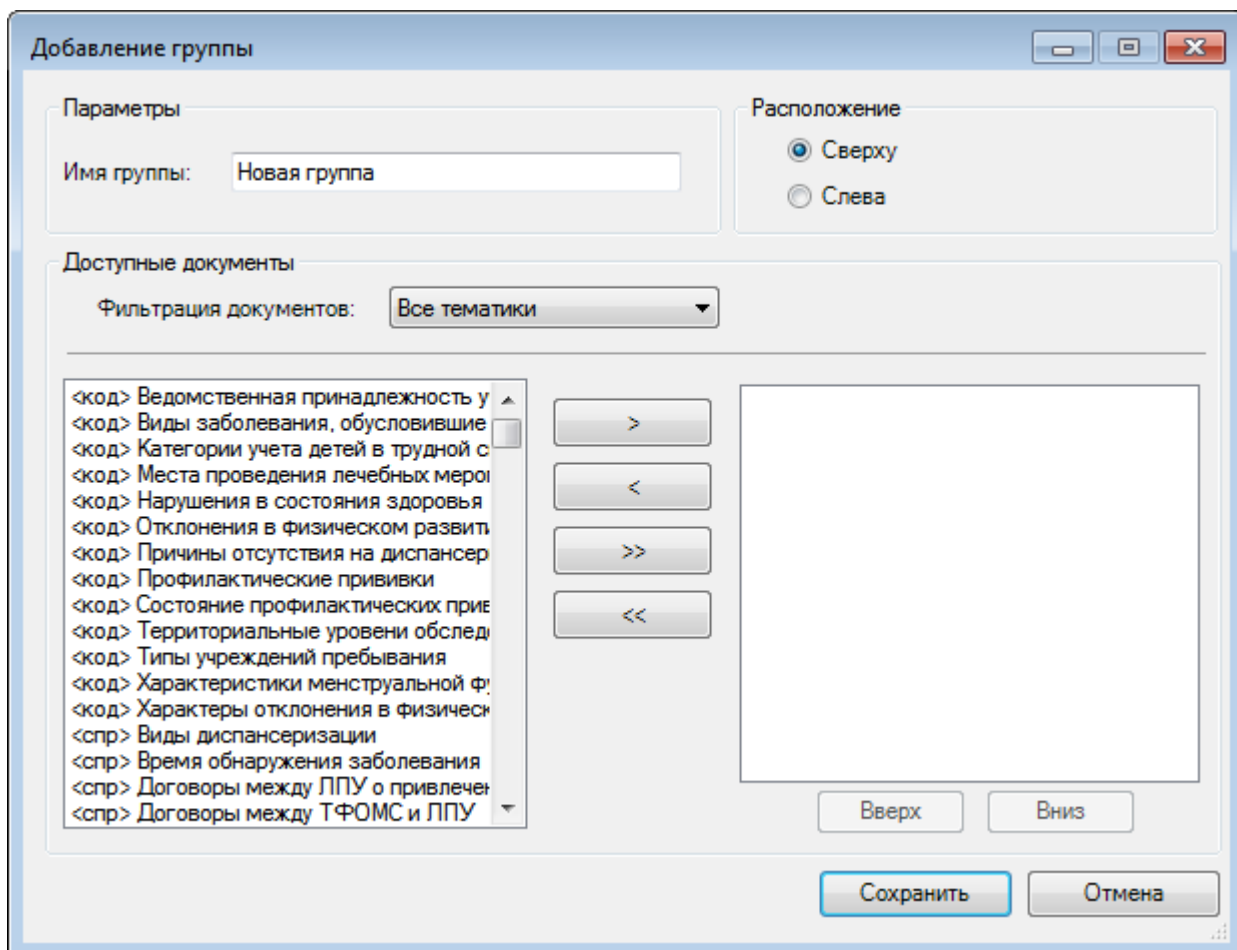 Добавление группы
Параметры
Расположение
Имя группы: Новая группа
Сверху
Слева
Доступные документы
Фильтрация документов: Все тематики
<код> Ведомственная принадлежность у
<код> Виды заболевания, обусловившие
<код> Категории учета детей в трудной с
<код> Места проведения лечебных меро
<код> Нарушения в состояния здоровья
<код> Отклонения в физическом развити
<код> Причины отсутствия на диспансер
<код> Профилактические прививки
<код> Состояние профилактических прив
<код> Территориальные уровени обслед
<код> Типы учреждений пребывания
<код> Характеристики менструальной ф
<код> Характеры отклонения в физическ
<спр> Виды диспансеризации
<спр> Время обнаружения заболевания
<спр> Договоры между ЛПУ о привлече
<спр> Договоры между ТФОМС и ЛПУ
>
<
>>
<<
Вверх Вниз
Сохранить Отмена